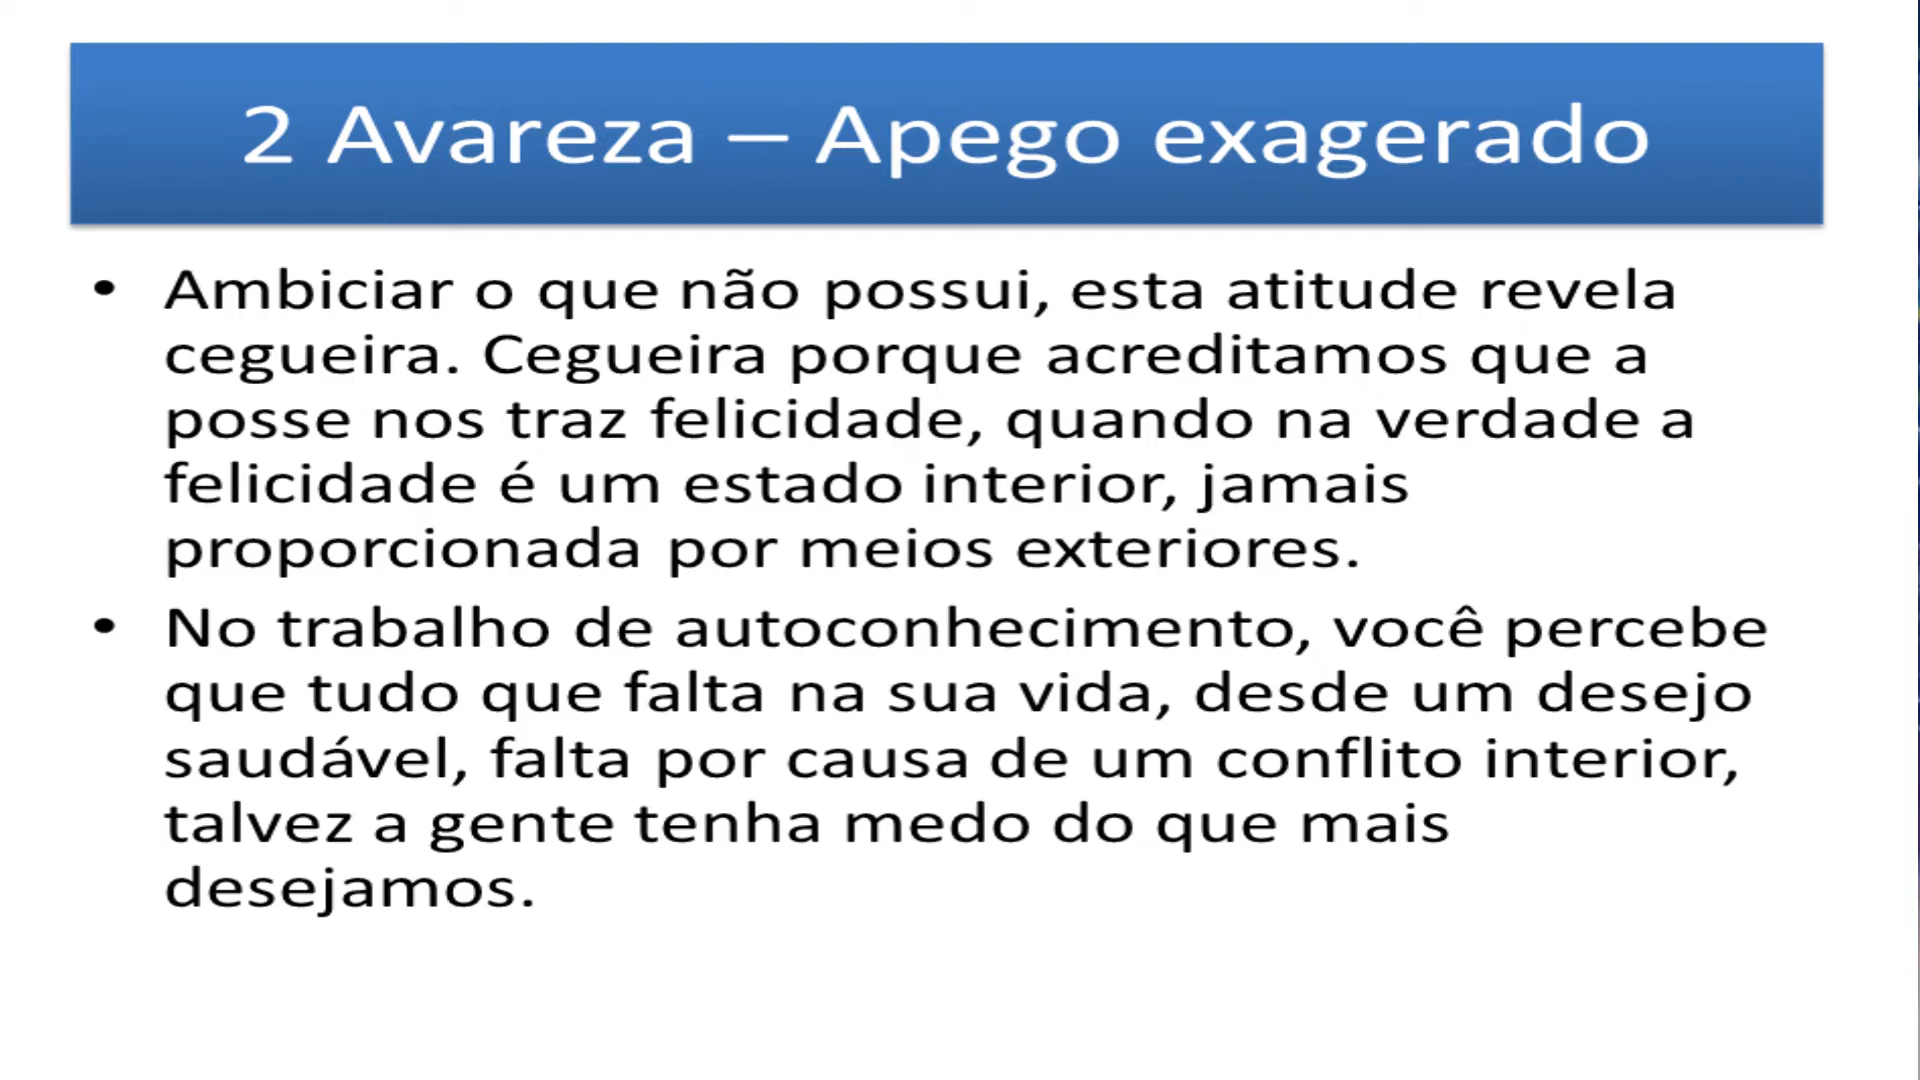 2 Avareza – Apego exagerado
• Ambiciar o que não possui, esta atitude revela
cegueira. Cegueira porque acreditamos que a
posse nos traz felicidade, quando na verdade a
felicidade é um estado interior, jamais
proporcionada por meios exteriores.
• No trabalho de autoconhecimento, você percebe
que tudo que falta na sua vida, desde um desejo
saudável, falta por causa de um conflito interior,
talvez a gente tenha medo do que mais
desejamos.